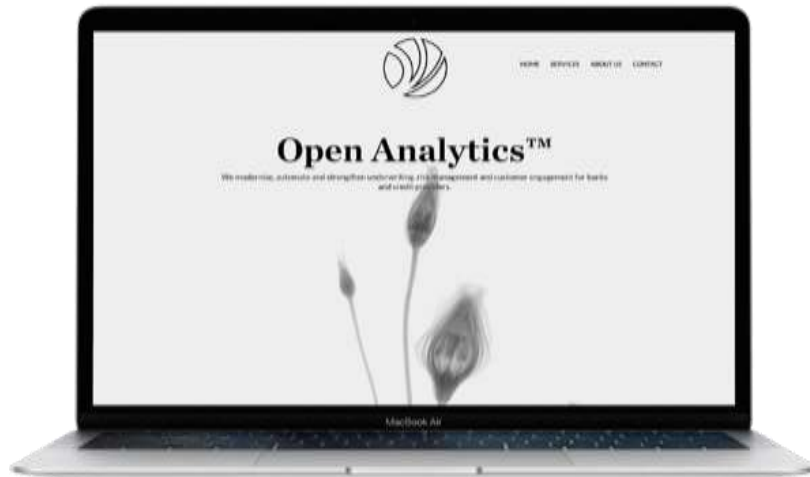 HOME SERVICES ABOUT US CONTACT
Open Analytics™
We modernise, automate and strengthen underwriting, risk management and customer engagement for banks
and credit providers.
MacBook Air